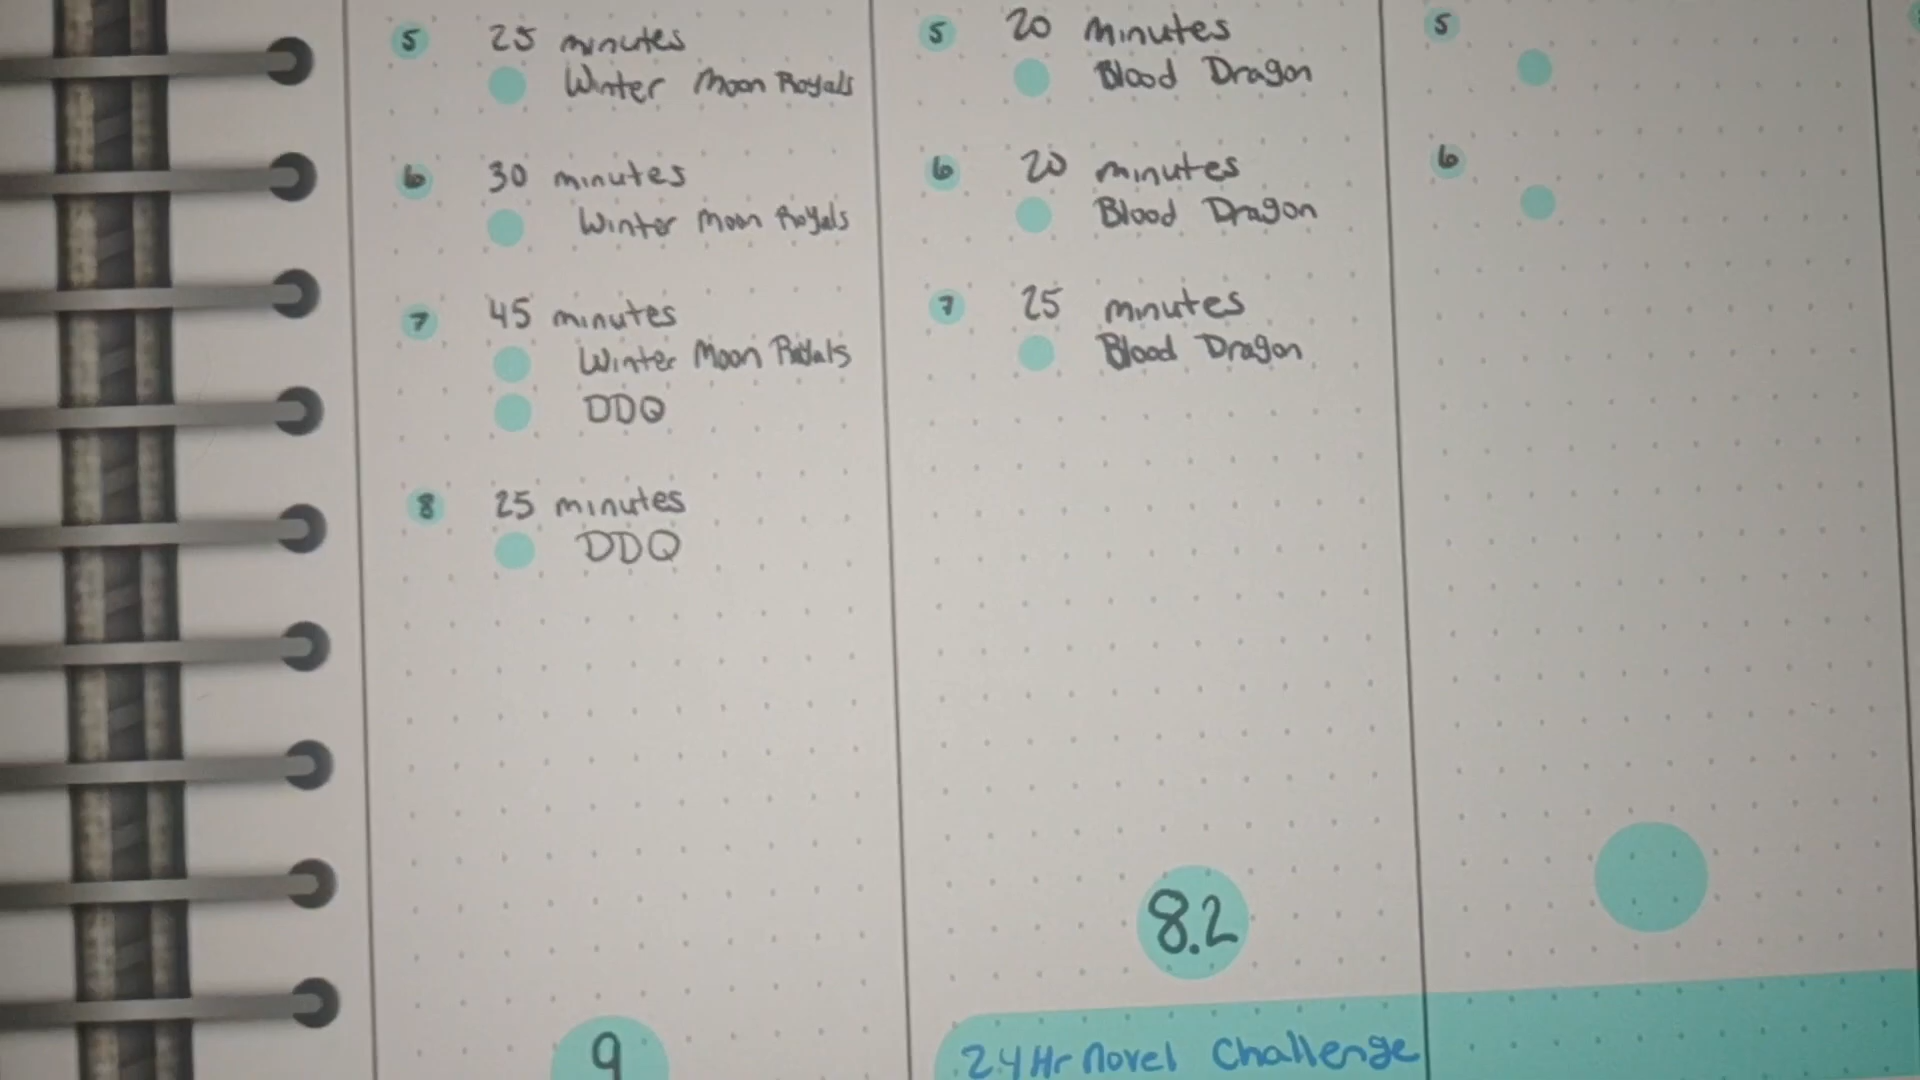 5 25 minutes
Winter Moon Royals
6 30 minutes
Winter Moon Royals
7 45 minutes
Winter Moon Royals
DDQ
8 25 minutes
DDQ
9
5 20 minutes
Blood Dragon
6 20 minutes
Blood Dragon
7 25 minutes
Blood Dragon
8.2
24 Hr Novel Challenge
5
6